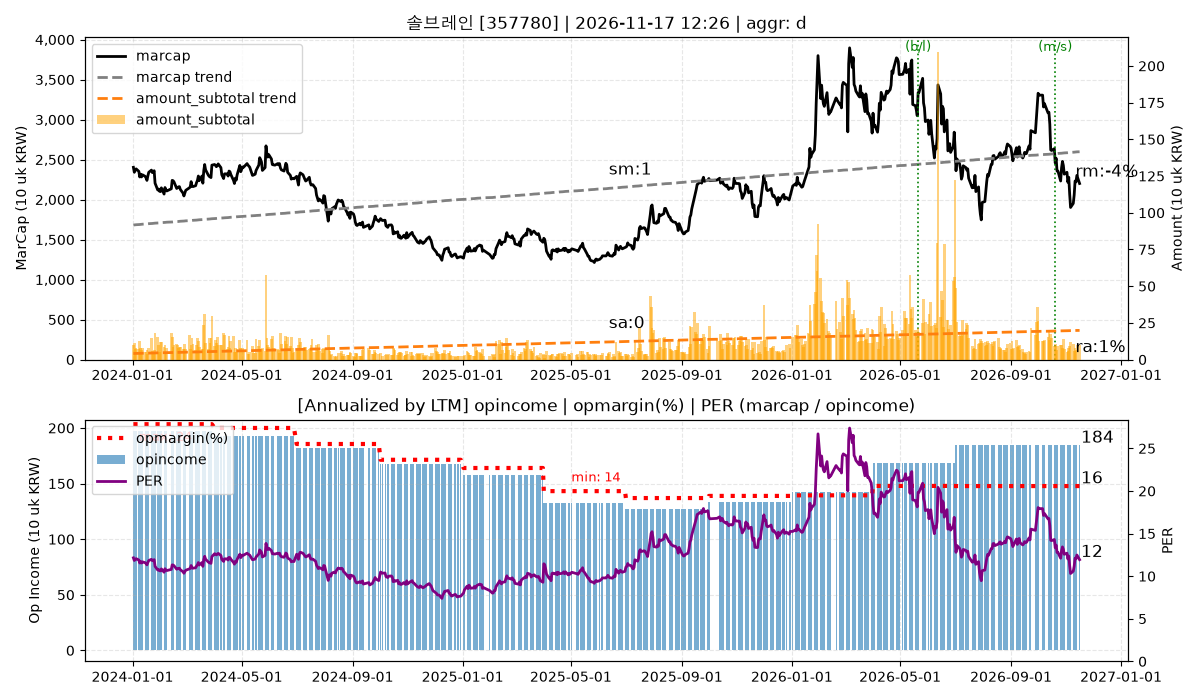 솔브레인 [357780] | 2026-11-17 12:26 | aggr: d
marcap
marcap trend
amount_subtotal trend
amount_subtotal
MarCap (10 uk KRW)
Amount (10 uk KRW)
4,000
3,500
3,000
2,500
2,000
1,500
1,000
500
0
200
175
150
125
100
75
50
25
0
(b/l)
(m/s)
sm:1
rm:-4%
sa:0
ra:1%
2024-01-01 2024-05-01 2024-09-01 2025-01-01 2025-05-01 2025-09-01 2026-01-01 2026-05-01 2026-09-01 2027-01-01
[Annualized by LTM] opincome | opmargin(%) | PER (marcap / opincome)
opmargin(%)
opincome
PER
Op Income (10 uk KRW)
PER
200
150
100
50
0
25
20
15
10
5
0
min: 14
184
16
12
2024-01-01 2024-05-01 2024-09-01 2025-01-01 2025-05-01 2025-09-01 2026-01-01 2026-05-01 2026-09-01 2027-01-01